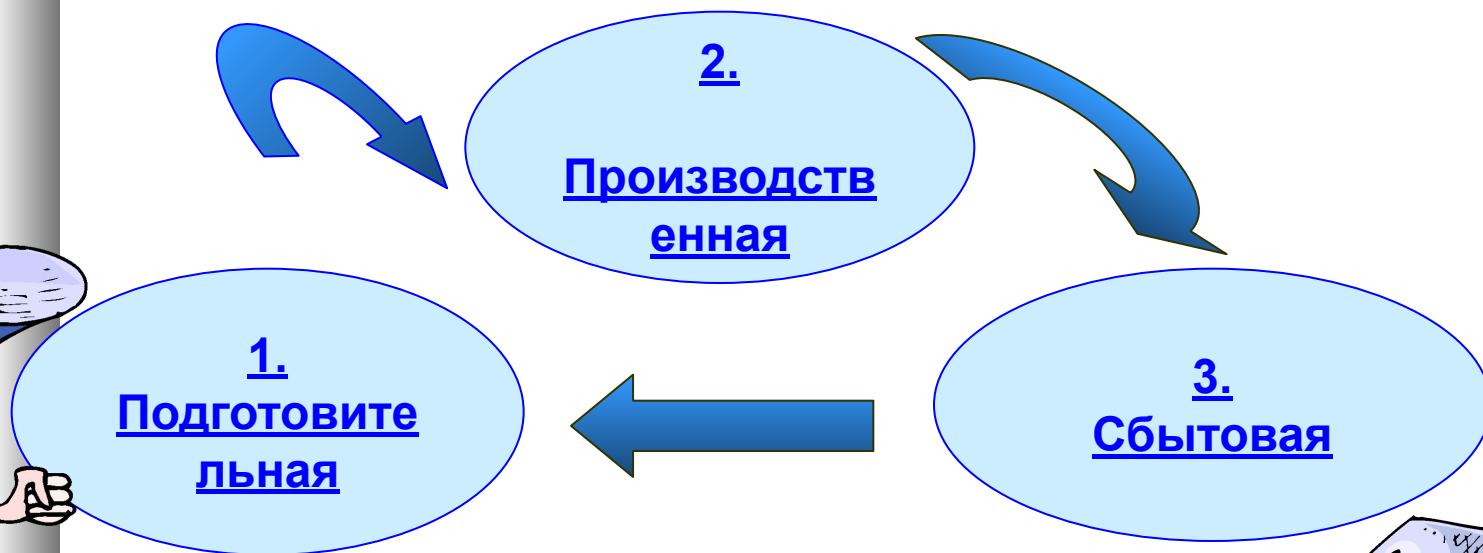 2.
Производств
енная
1.
Подготовите
льная
3.
Сбытовая